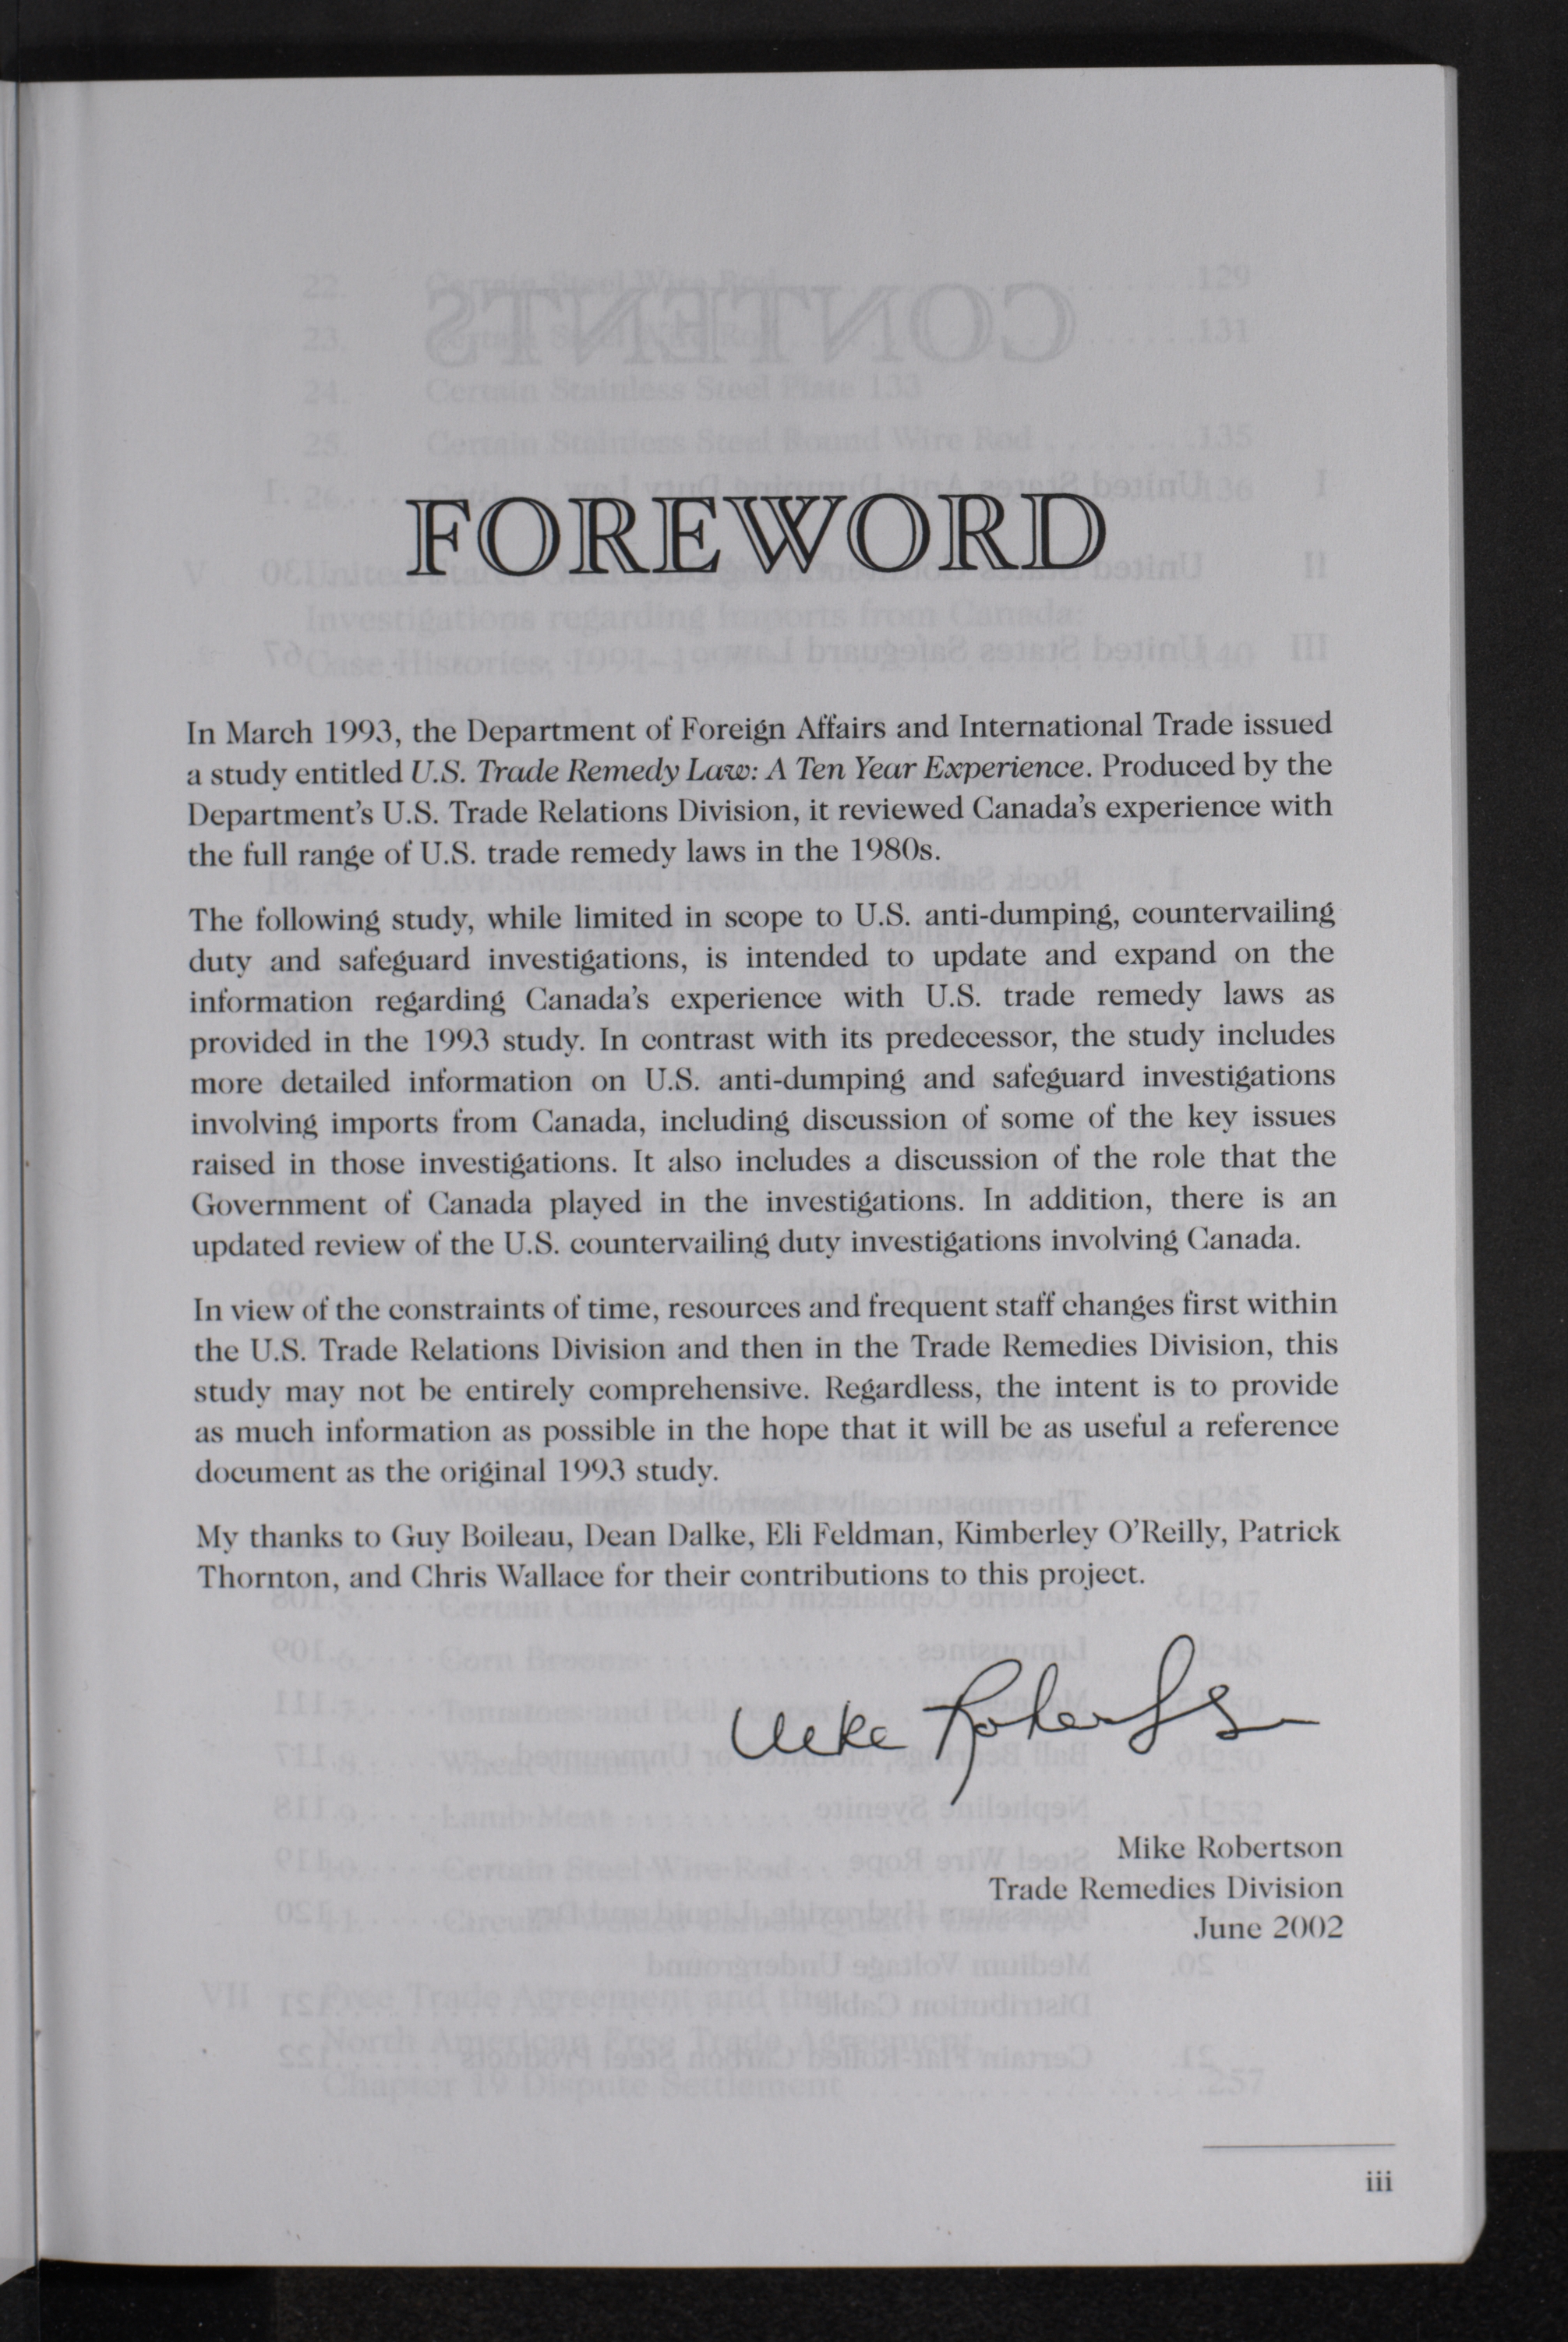 FOREWORD
In March 1993, the Department of Foreign Affairs and International Trade issued
a study entitled U.S. Trade Remedy Law: A Ten Year Experience. Produced by the
Department's U.S. Trade Relations Division, it reviewed Canada's experience with
the full range of U.S. trade remedy laws in the 1980s.
The following study, while limited in scope to U.S. anti-dumping, countervailing
duty and safeguard investigations, is intended to update and expand on the
information regarding Canada's experience with U.S. trade remedy laws as
provided in the 1993 study. In contrast with its predecessor, the study includes
more detailed information on U.S. anti-dumping and safeguard investigations
involving imports from Canada, including discussion of some of the key issues
raised in those investigations. It also includes a discussion of the role that the
Government of Canada played in the investigations. In addition, there is an
updated review of the U.S. countervailing duty investigations involving Canada.
In view of the constraints of time, resources and frequent staff changes first within
the U.S. Trade Relations Division and then in the Trade Remedies Division, this
study may not be entirely comprehensive. Regardless, the intent is to provide
as much information as possible in the hope that it will be as useful a reference
document as the original 1993 study.
My thanks to Guy Boileau, Dean Dalke, Eli Feldman, Kimberley O'Reilly, Patrick
Thornton, and Chris Wallace for their contributions to this project.
Mike Robertson
Mike Robertson
Trade Remedies Division
June 2002
iii